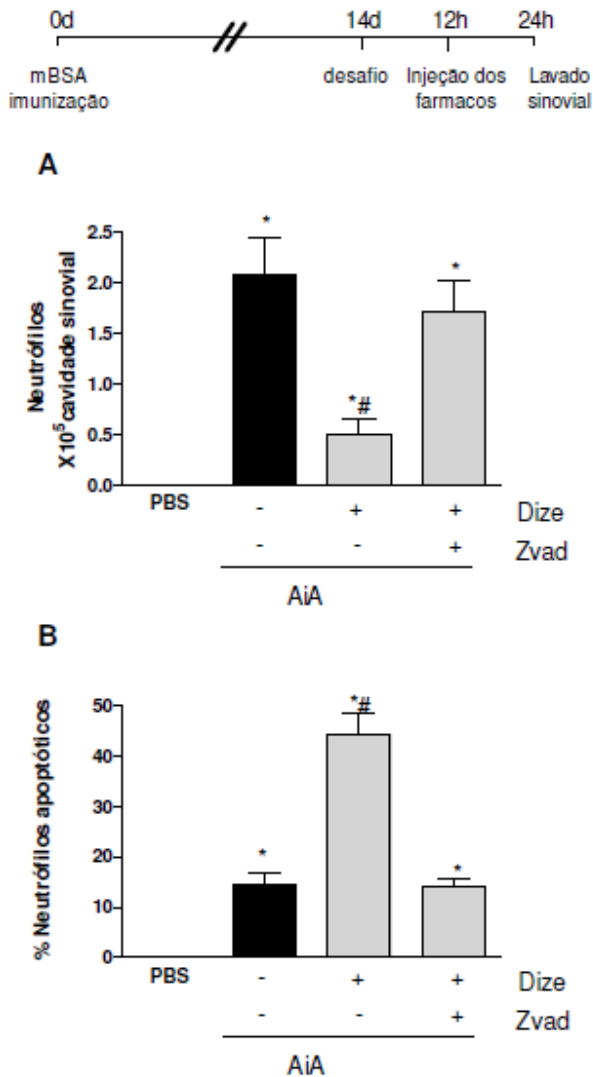 0d 14d 12h 24h
mBSA desafio Injeção dos Lavado
imunização farmacos sinovial
A
Neutrófilos
X10⁵cavidade sinovial
2.5
2.0
1.5
1.0
0.5
0.0
* *# *
PBS - + + Dize
- - + Zvad
AiA
B
% Neutrófilos apoptóticos
50
40
30
20
10
0
* *# *
PBS - + + Dize
- - + Zvad
AiA